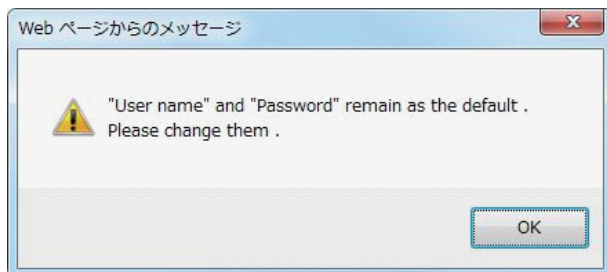 Web ページからのメッセージ
"User name" and "Password" remain as the default .
Please change them .
OK